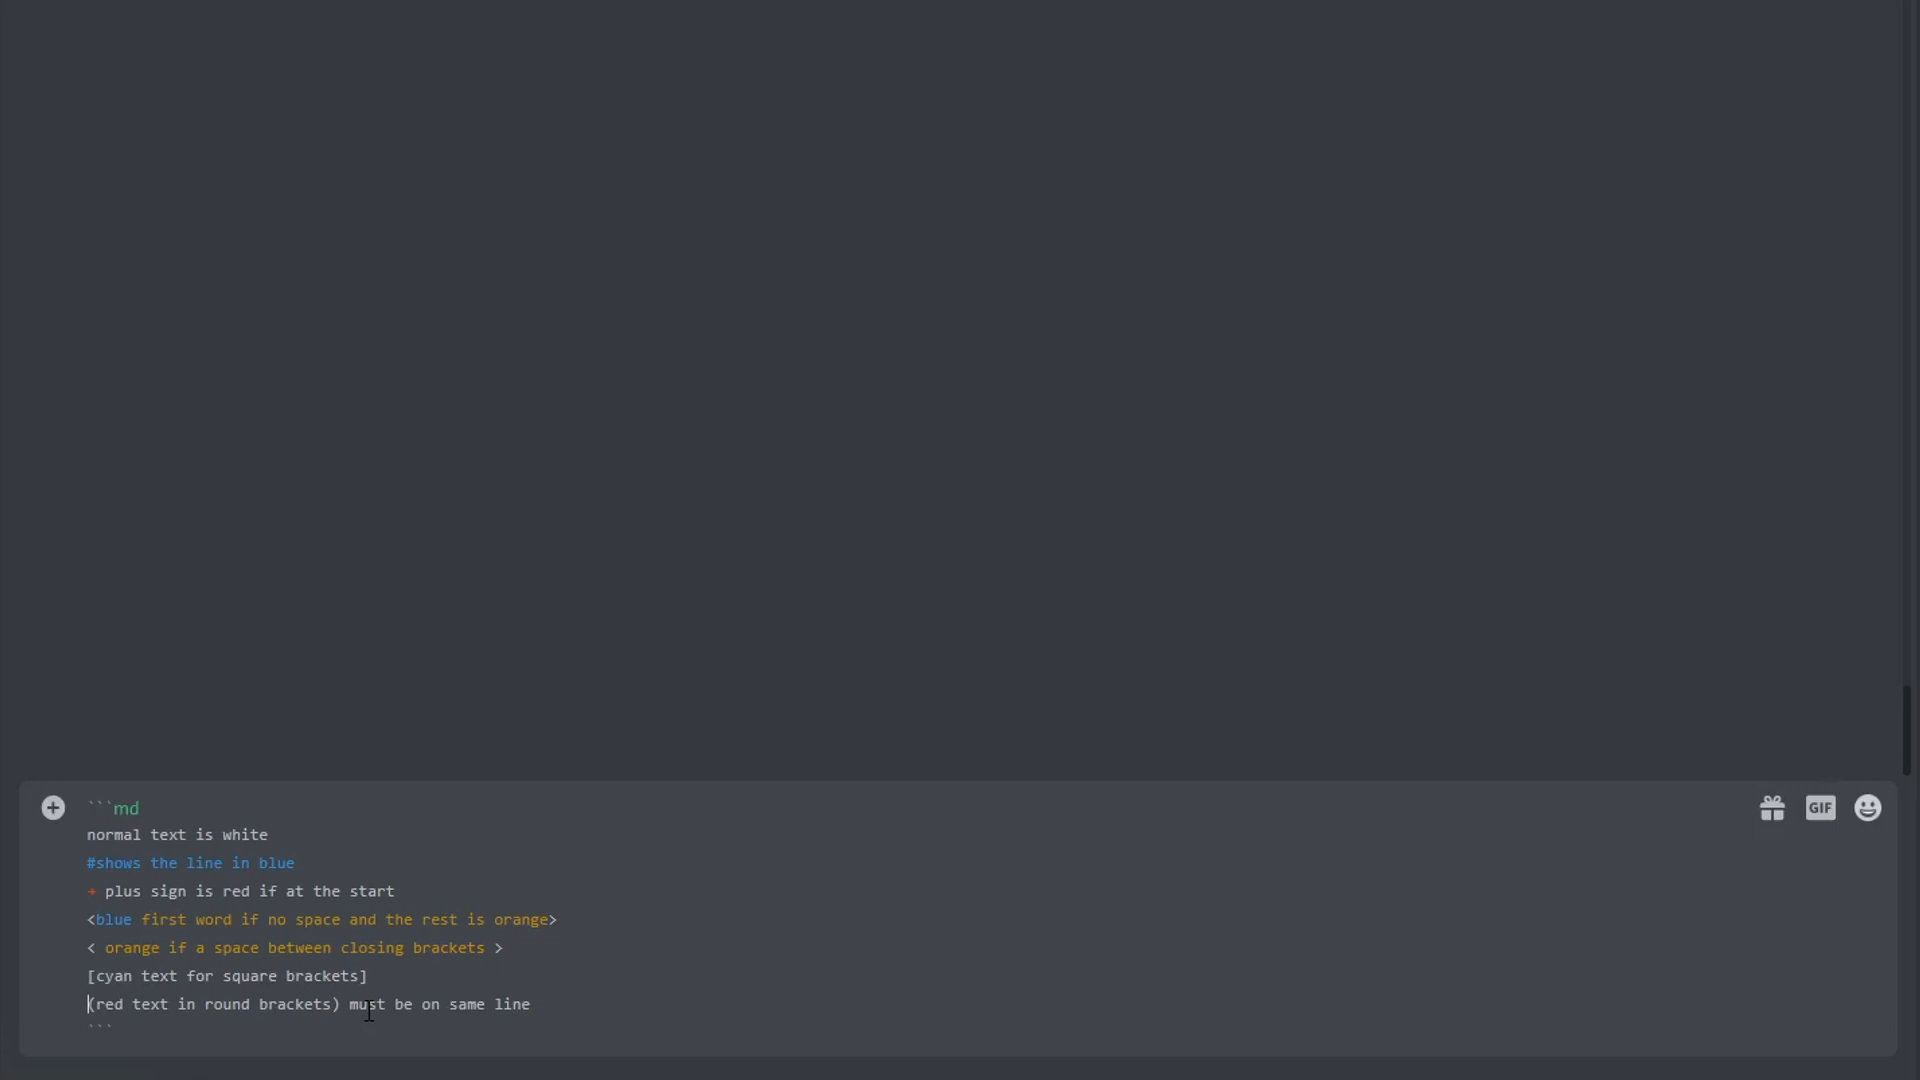 ```md
GIF
normal text is white
#shows the line in blue
+ plus sign is red if at the start
<blue first word if no space and the rest is orange>
< orange if a space between closing brackets >
[cyan text for square brackets]
(red text in round brackets) must be on same line
```